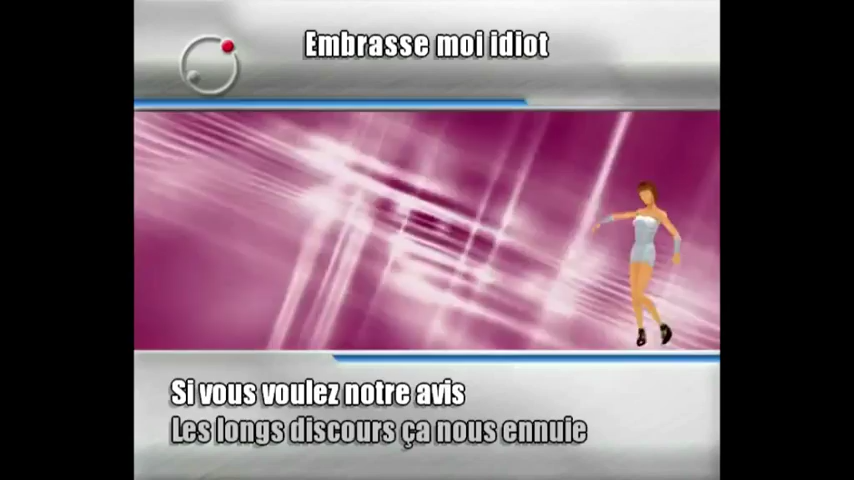 Embrasse moi idiot
Si vous voulez notre avis
Les longs discours ça nous ennuie